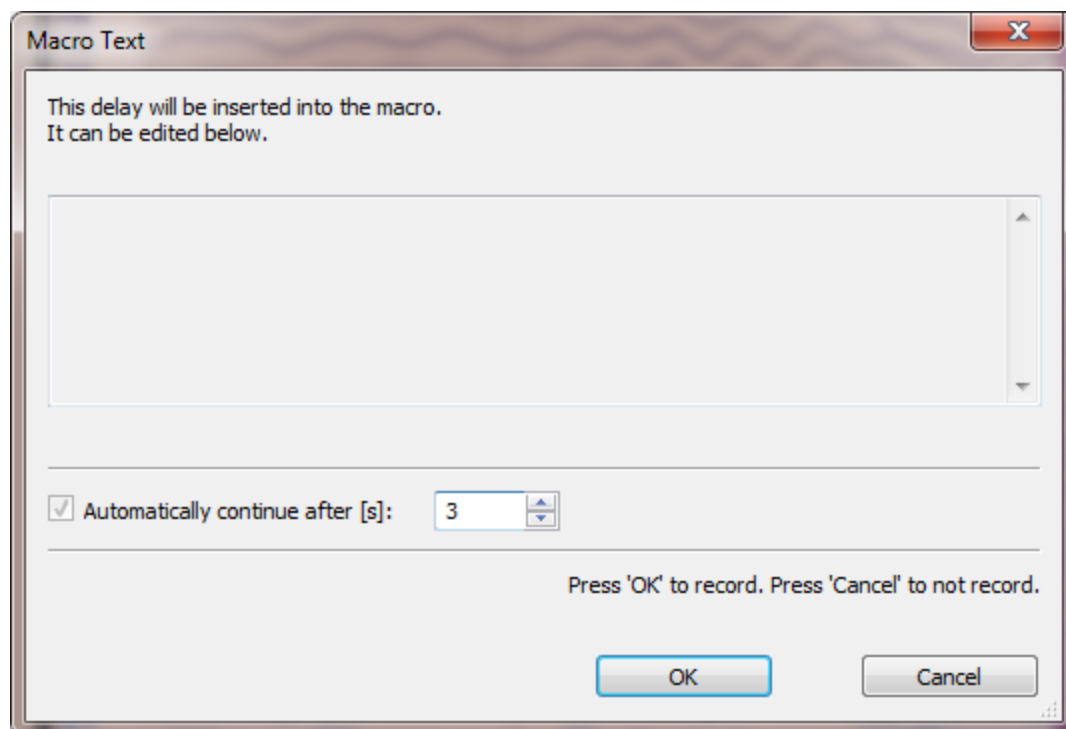 Macro Text
This delay will be inserted into the macro.
It can be edited below.
Automatically continue after [s]: 3
Press 'OK' to record. Press 'Cancel' to not record.
OK Cancel